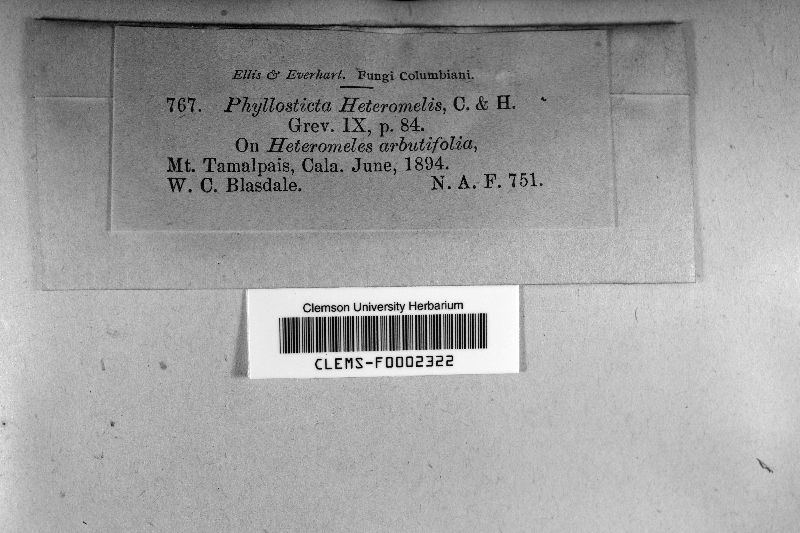 Ellis & Everhart. Fungi Columbiani.
767. Phyllosticta Heteromelis, C. & H.
Grev. IX, p. 84.
On Heteromeles arbutifolia,
Mt. Tamalpais, Cala. June, 1894.
W. C. Blasdale. N. A. F. 751.
Clemson University Herbarium
CLEMS-F0002322